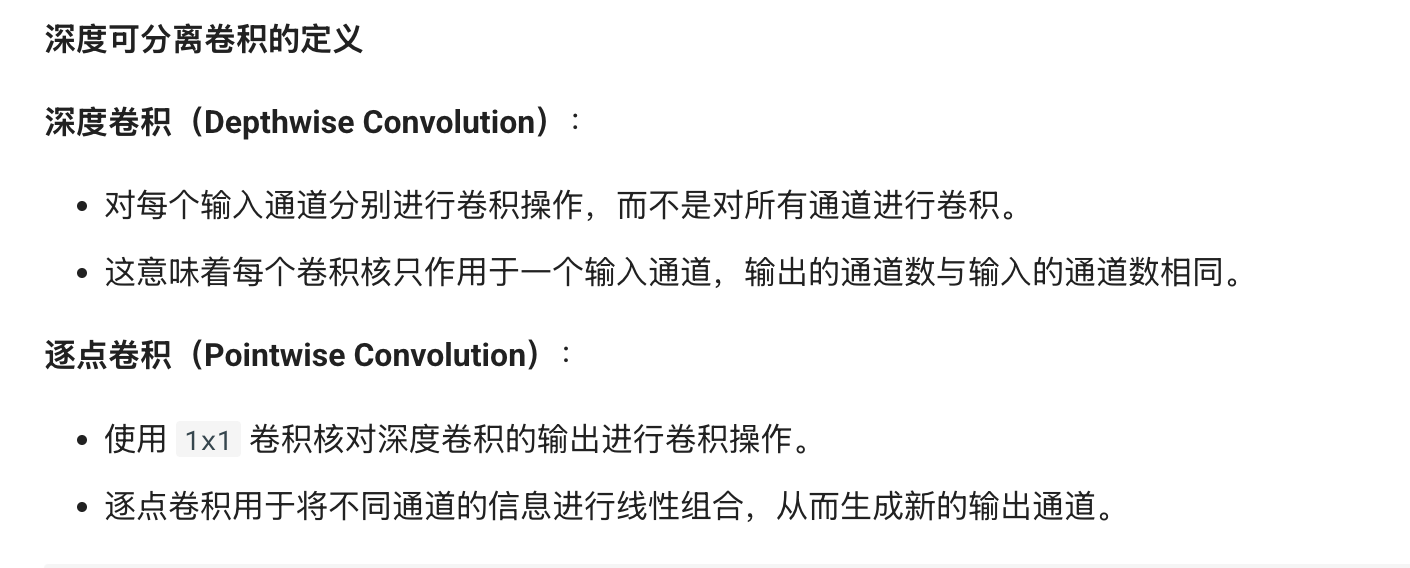 深度可分离卷积的定义
深度卷积（Depthwise Convolution）：
• 对每个输入通道分别进行卷积操作，而不是对所有通道进行卷积。
• 这意味着每个卷积核只作用于一个输入通道，输出的通道数与输入的通道数相同。
逐点卷积（Pointwise Convolution）：
• 使用 1x1 卷积核对深度卷积的输出进行卷积操作。
• 逐点卷积用于将不同通道的信息进行线性组合，从而生成新的输出通道。